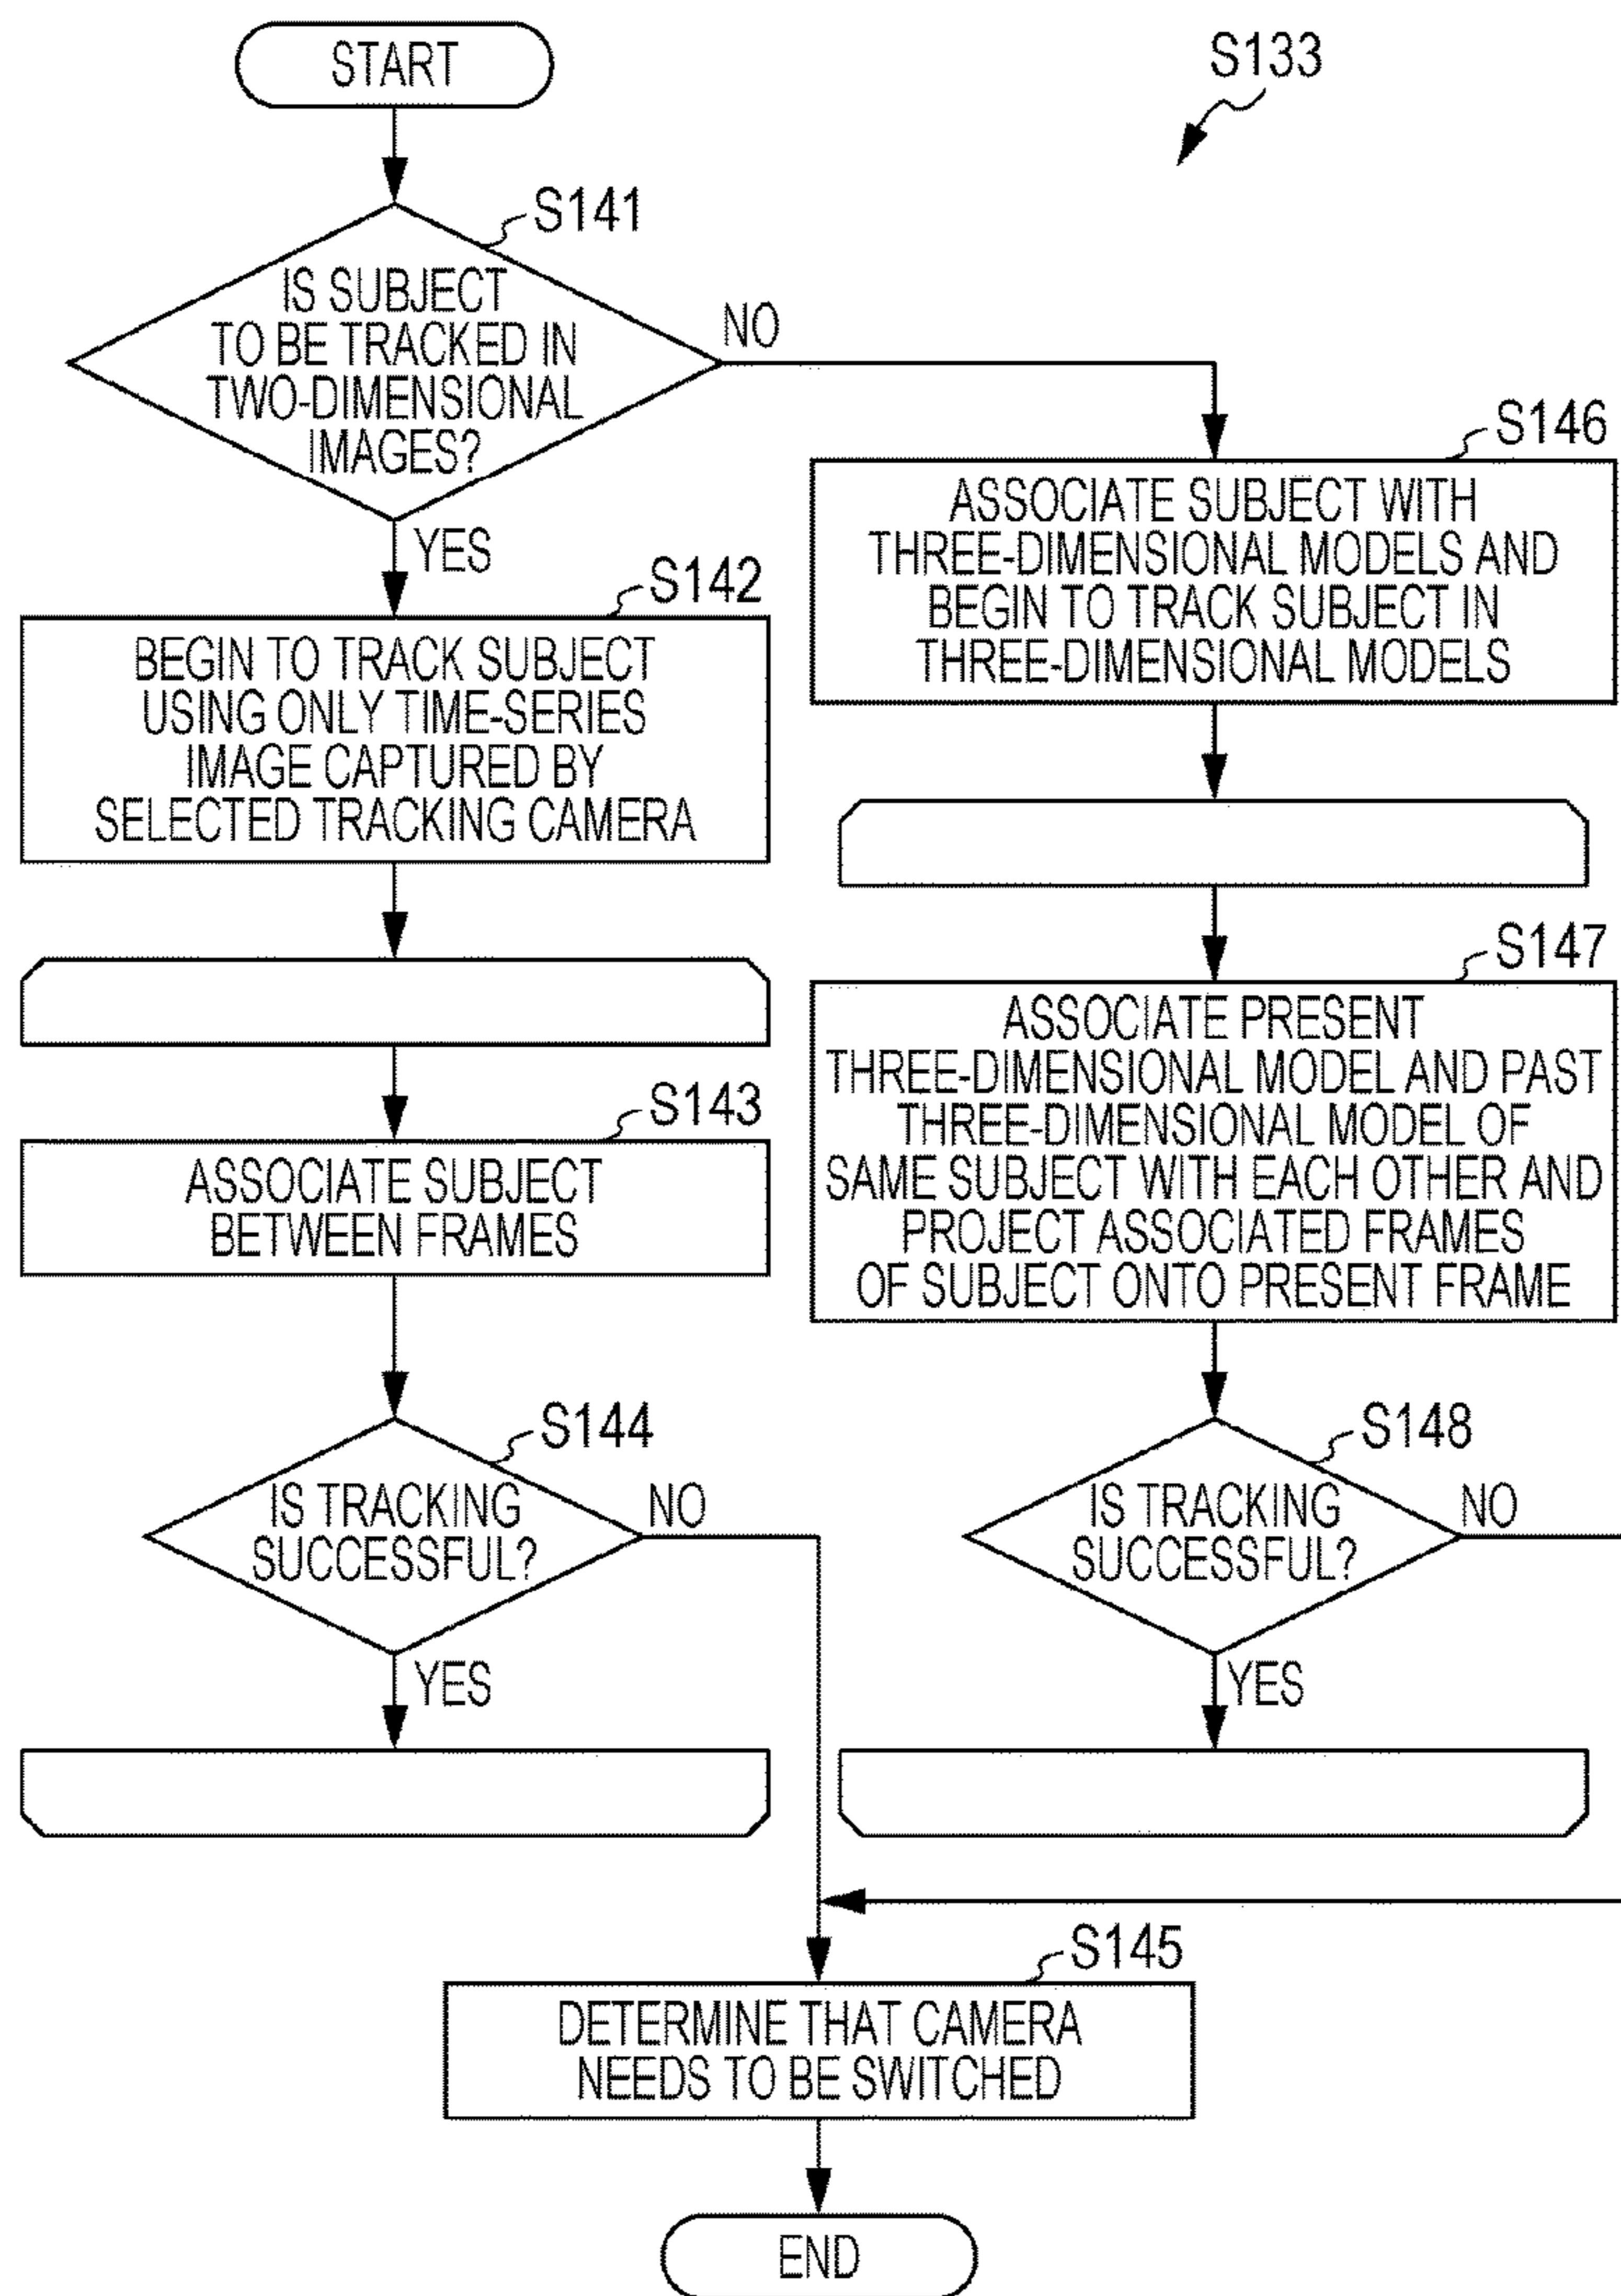 START
S133
S141
IS SUBJECT
TO BE TRACKED IN
TWO-DIMENSIONAL
IMAGES?
NO
YES
S142
BEGIN TO TRACK SUBJECT
USING ONLY TIME-SERIES
IMAGE CAPTURED BY
SELECTED TRACKING CAMERA
S143
ASSOCIATE SUBJECT
BETWEEN FRAMES
S144
IS TRACKING
SUCCESSFUL?
NO
YES
S146
ASSOCIATE SUBJECT WITH
THREE-DIMENSIONAL MODELS AND
BEGIN TO TRACK SUBJECT IN
THREE-DIMENSIONAL MODELS
S147
ASSOCIATE PRESENT
THREE-DIMENSIONAL MODEL AND PAST
THREE-DIMENSIONAL MODEL OF
SAME SUBJECT WITH EACH OTHER AND
PROJECT ASSOCIATED FRAMES
OF SUBJECT ONTO PRESENT FRAME
S148
IS TRACKING
SUCCESSFUL?
NO
YES
S145
DETERMINE THAT CAMERA
NEEDS TO BE SWITCHED
END